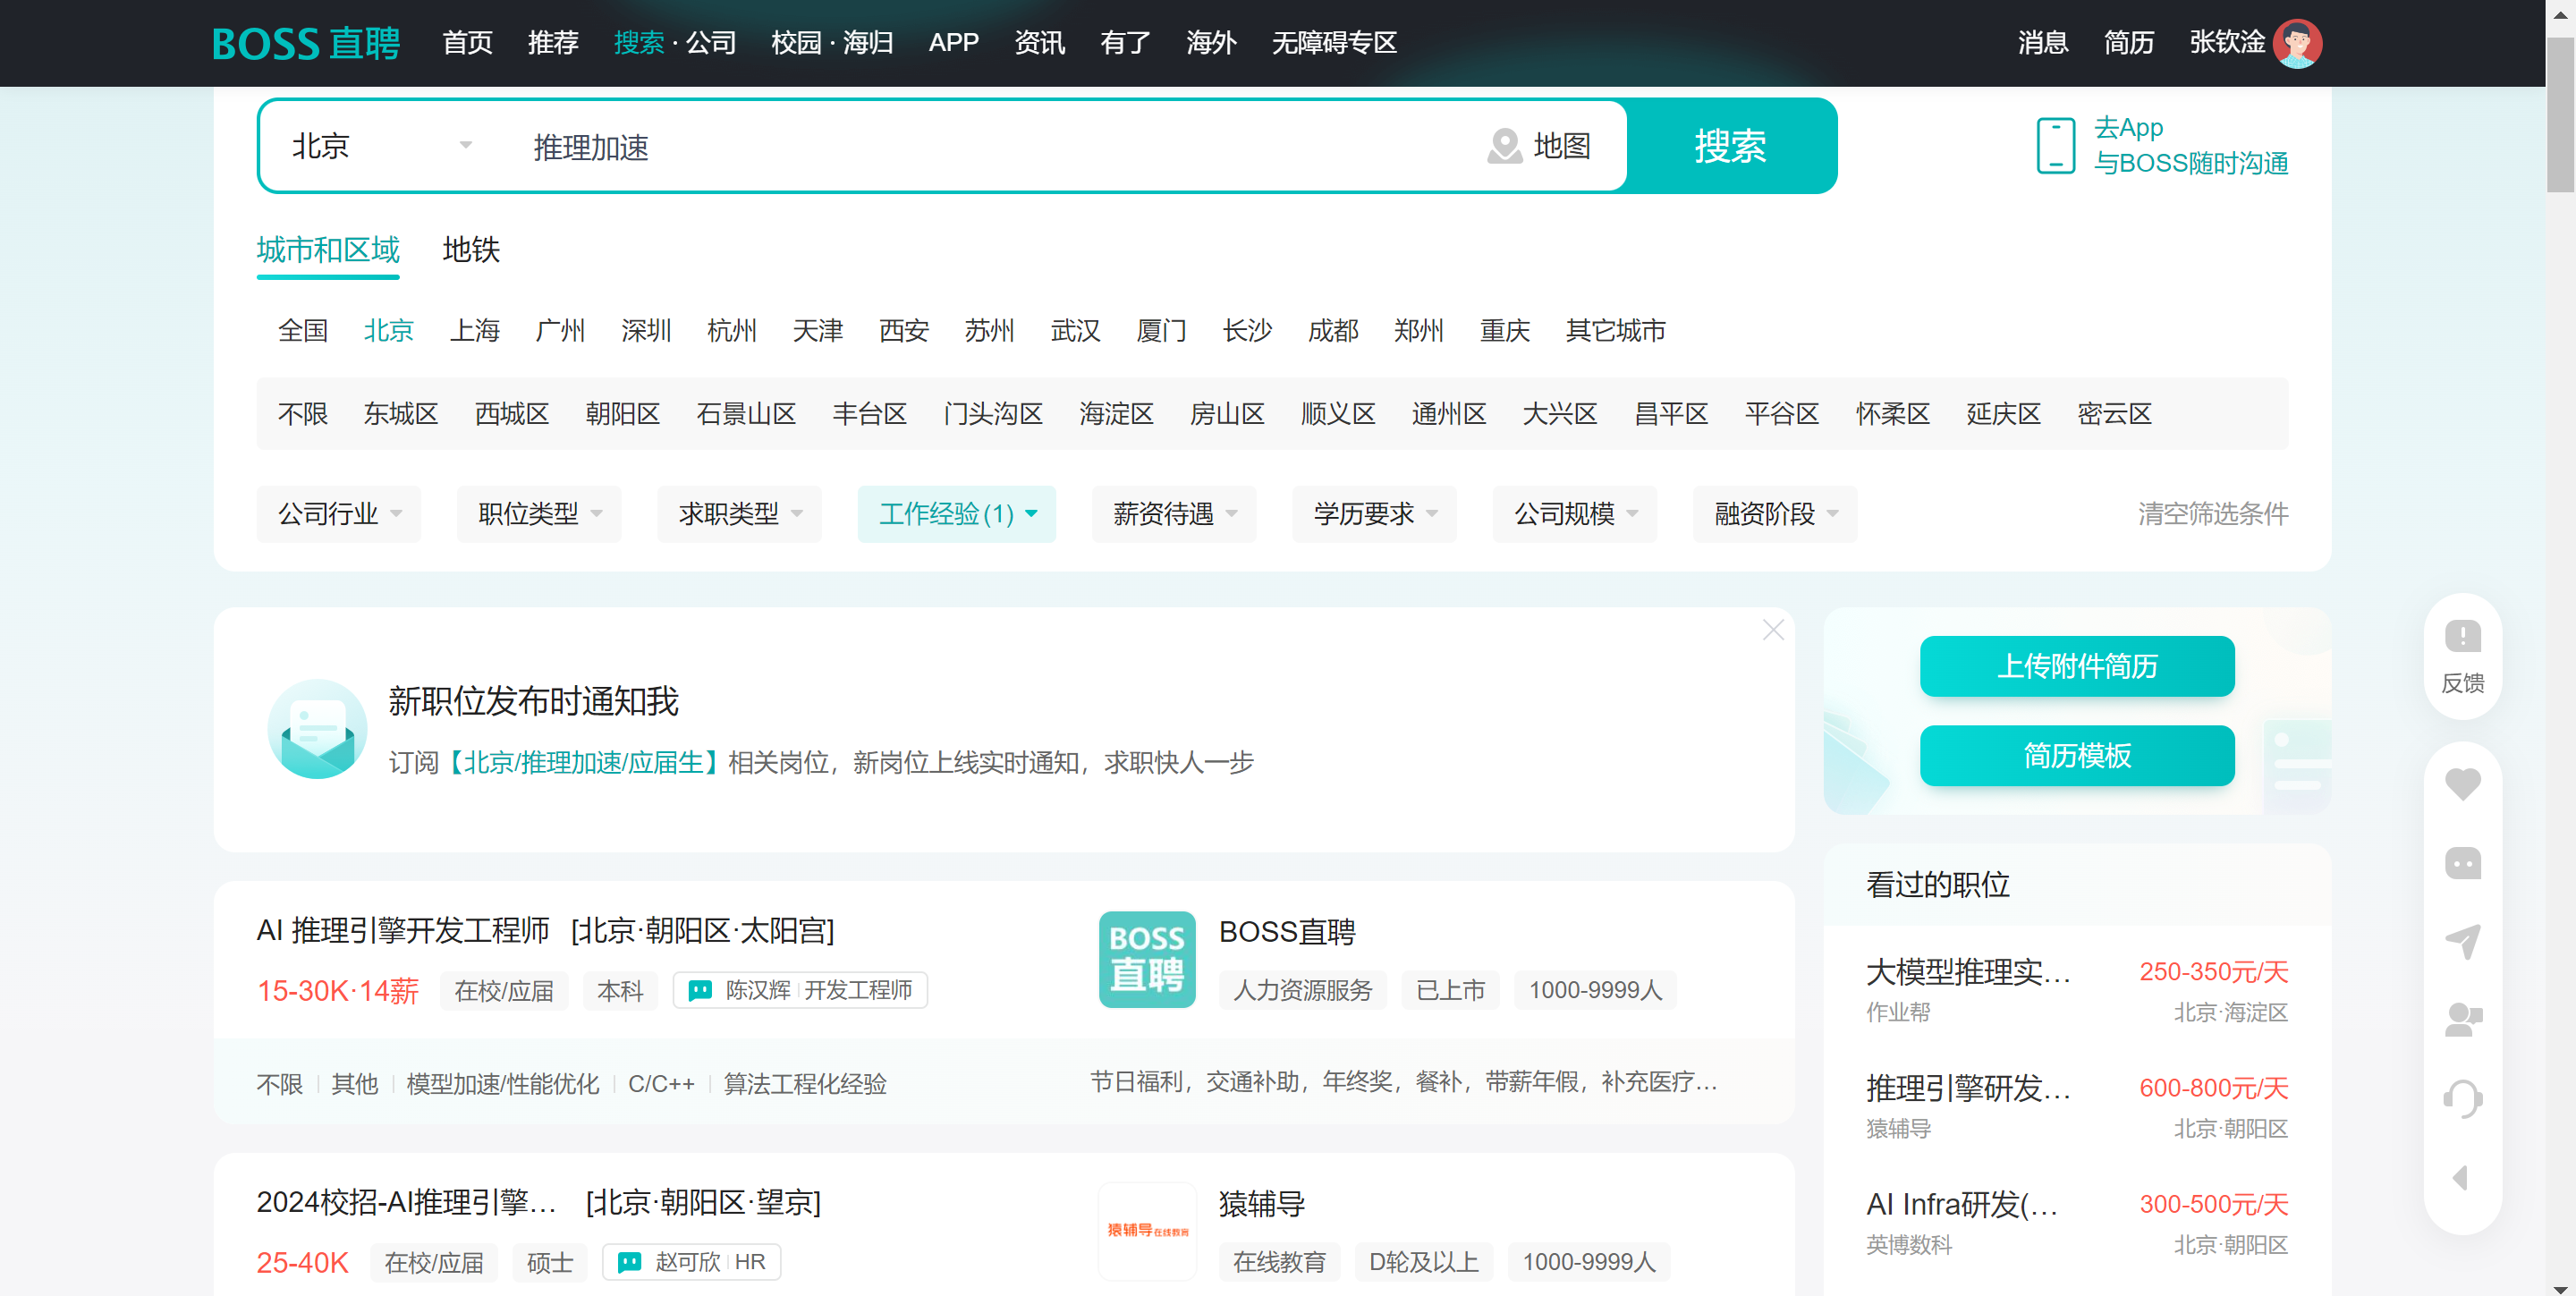 BOSS 直聘 首页 推荐 搜索 · 公司 校园 · 海归 APP 资讯 有了 海外 无障碍专区 消息 简历 张钦淦
北京 推理加速 地图 搜索
去App
与BOSS随时沟通
城市和区域 地铁
全国 北京 上海 广州 深圳 杭州 天津 西安 苏州 武汉 厦门 长沙 成都 郑州 重庆 其它城市
不限 东城区 西城区 朝阳区 石景山区 丰台区 门头沟区 海淀区 房山区 顺义区 通州区 大兴区 昌平区 平谷区 怀柔区 延庆区 密云区
公司行业 职位类型 求职类型 工作经验(1) 薪资待遇 学历要求 公司规模 融资阶段 清空筛选条件
新职位发布时通知我
订阅【北京/推理加速/应届生】相关岗位，新岗位上线实时通知，求职快人一步
AI 推理引擎开发工程师 [北京·朝阳区·太阳宫]
15-30K·14薪 在校/应届 本科 陈汉辉 开发工程师
BOSS
直聘
BOSS直聘
人力资源服务 已上市 1000-9999人
不限 其他 模型加速/性能优化 C/C++ 算法工程化经验
节日福利，交通补助，年终奖，餐补，带薪年假，补充医疗…
2024校招-AI推理引擎… [北京·朝阳区·望京]
25-40K 在校/应届 硕士 赵可欣 HR
猿辅导在线教育
猿辅导
在线教育 D轮及以上 1000-9999人
上传附件简历
简历模板
看过的职位
大模型推理实… 250-350元/天
作业帮 北京·海淀区
推理引擎研发… 600-800元/天
猿辅导 北京·朝阳区
AI Infra研发(… 300-500元/天
英博数科 北京·朝阳区
反馈